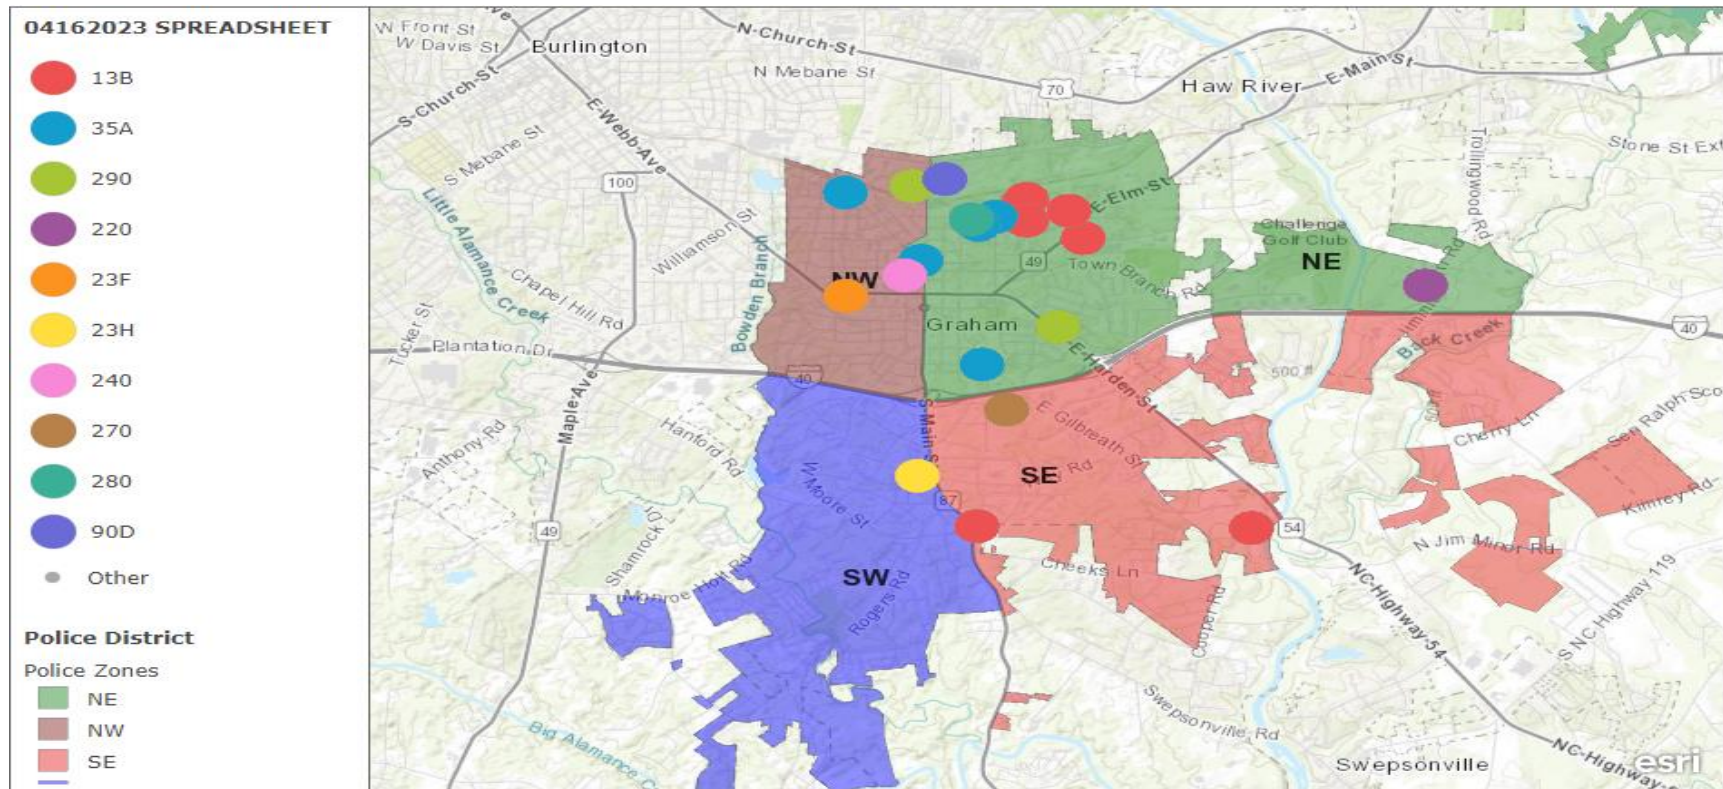 04162023 SPREADSHEET
13B
35A
290
220
23F
23H
240
270
280
90D
Other
Police District
Police Zones
NE
NW
SE
W Front St
W Davis St
Burlington
N-Church-St
N Mebane St
70
Haw River
E-Main-St
S-Church-St
E-Webb-Ave
S Mebane St
100
Trollingwood Rd
Stone St Ext
Little Alamance Creek
Williamson St
Bowden Branch
E-Elm-St
Challenge
Golf Club
NE
49
Town Branch Rd
NW
Chapel Hill Rd
Tucker St
Plantation Dr
Graham
40
Back Creek
40
E-Harden-St
500 ft
Maple Ave
Anthony Rd
Hanford Rd
S-Main-S
E Gilbreath St
Cherry Ln
Sen Ralph Sco
SE
Rd
W Moore St
87
54
Kimrey Rd
49
Shamrock Dr
N Jim Minor Rd
Monroe Holt Rd
SW
Rogers Rd
Cheeks Ln
Cooper Rd
NC-Highway-54
S NC Highway 119
Swepsonville Rd
Big Alamance C
Swepsonville
NC-Highway
esri